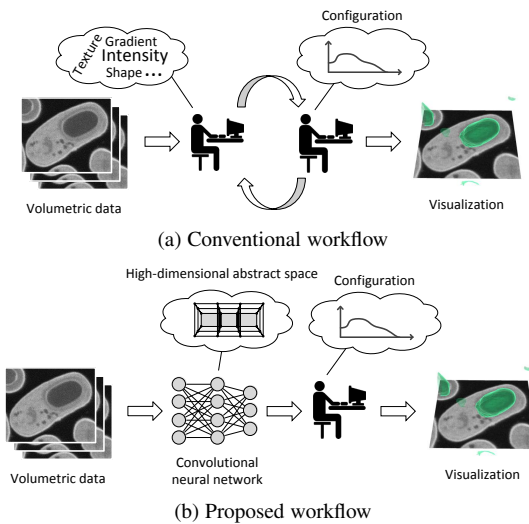 Configuration
Texture
Gradient
Intensity
Shape ...
Volumetric data
Visualization
(a) Conventional workflow
High-dimensional abstract space
Configuration
Volumetric data
Convolutional
neural network
Visualization
(b) Proposed workflow